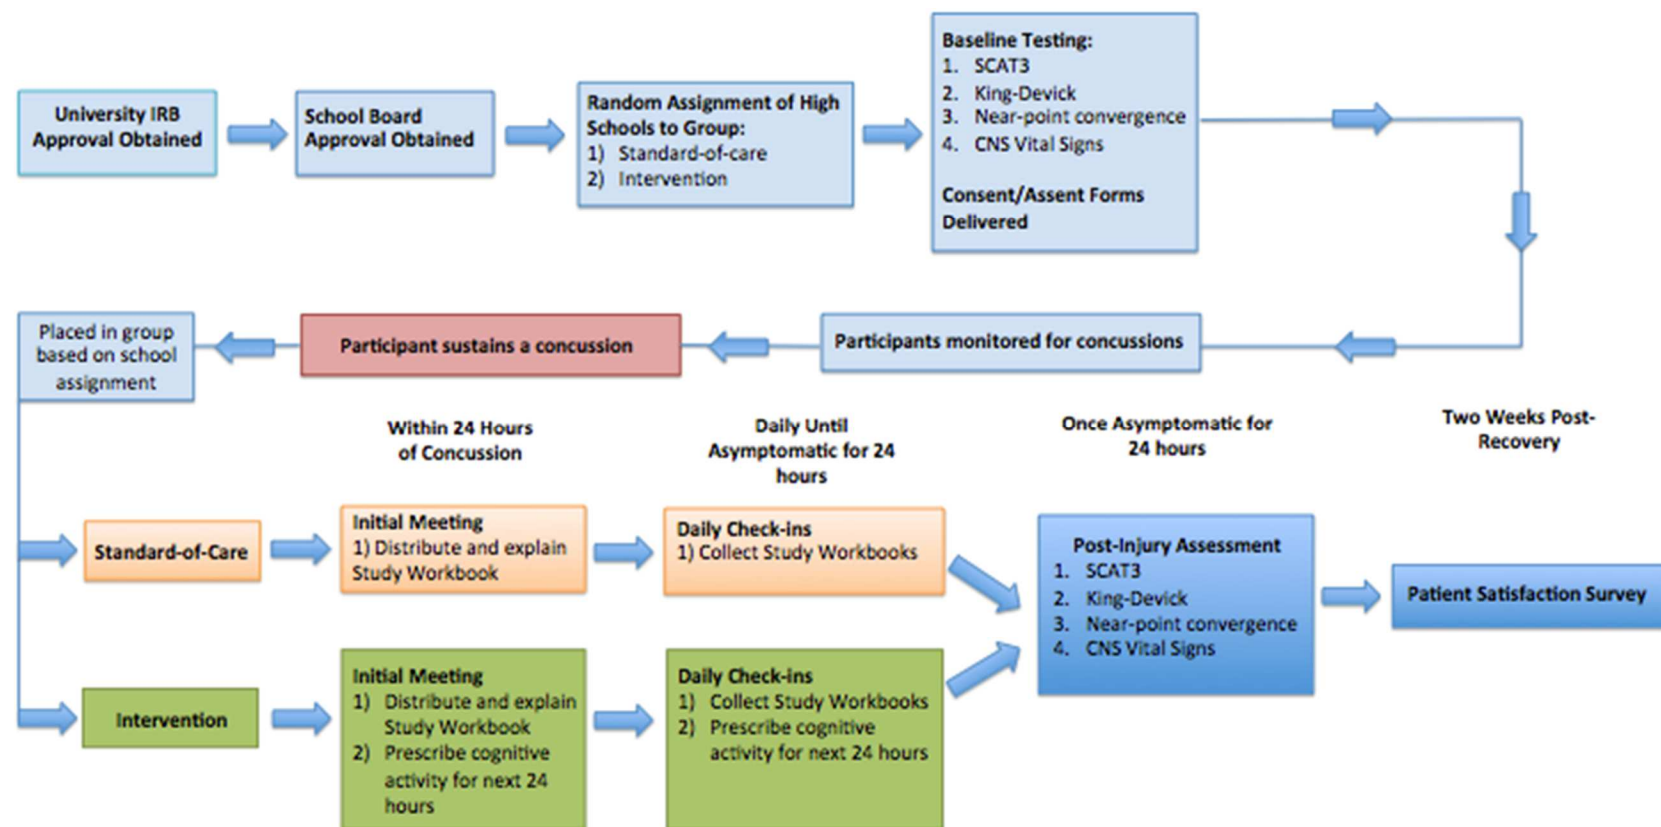 University IRB
Approval Obtained
School Board
Approval Obtained
Random Assignment of High
Schools to Group:
1) Standard-of-care
2) Intervention
Baseline Testing:
1. SCAT3
2. King-Devick
3. Near-point convergence
4. CNS Vital Signs
Consent/Assent Forms
Delivered
Participants monitored for concussions
Participant sustains a concussion
Placed in group
based on school
assignment
Within 24 Hours
of Concussion
Daily Until
Asymptomatic for 24
hours
Once Asymptomatic for
24 hours
Two Weeks Post-
Recovery
Standard-of-Care
Initial Meeting
1) Distribute and explain
Study Workbook
Daily Check-ins
1) Collect Study Workbooks
Intervention
Initial Meeting
1) Distribute and explain
Study Workbook
2) Prescribe cognitive
activity for next 24
hours
Daily Check-ins
1) Collect Study Workbooks
2) Prescribe cognitive
activity for next 24 hours
Post-Injury Assessment
1. SCAT3
2. King-Devick
3. Near-point convergence
4. CNS Vital Signs
Patient Satisfaction Survey